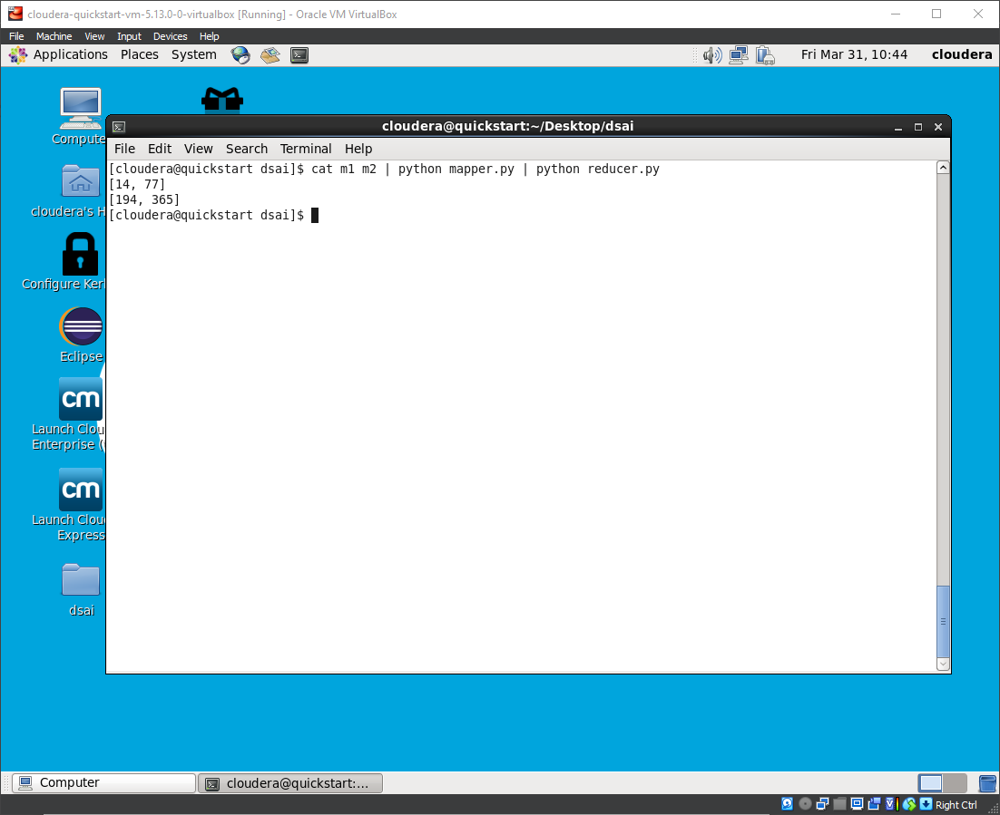 cloudera-quickstart-vm-5.13.0-0-virtualbox [Running] - Oracle VM VirtualBox
File Machine View Input Devices Help
Applications Places System Fri Mar 31, 10:44 cloudera
Compute
cloudera's H
Configure Ker
Eclipse
cm
Launch Clou
Enterprise (
cm
Launch Clou
Express
dsai
cloudera@quickstart:~/Desktop/dsai
File Edit View Search Terminal Help
[cloudera@quickstart dsai]$ cat m1 m2 | python mapper.py | python reducer.py
[14, 77]
[194, 365]
[cloudera@quickstart dsai]$
Computer cloudera@quickstart:...
Right Ctrl